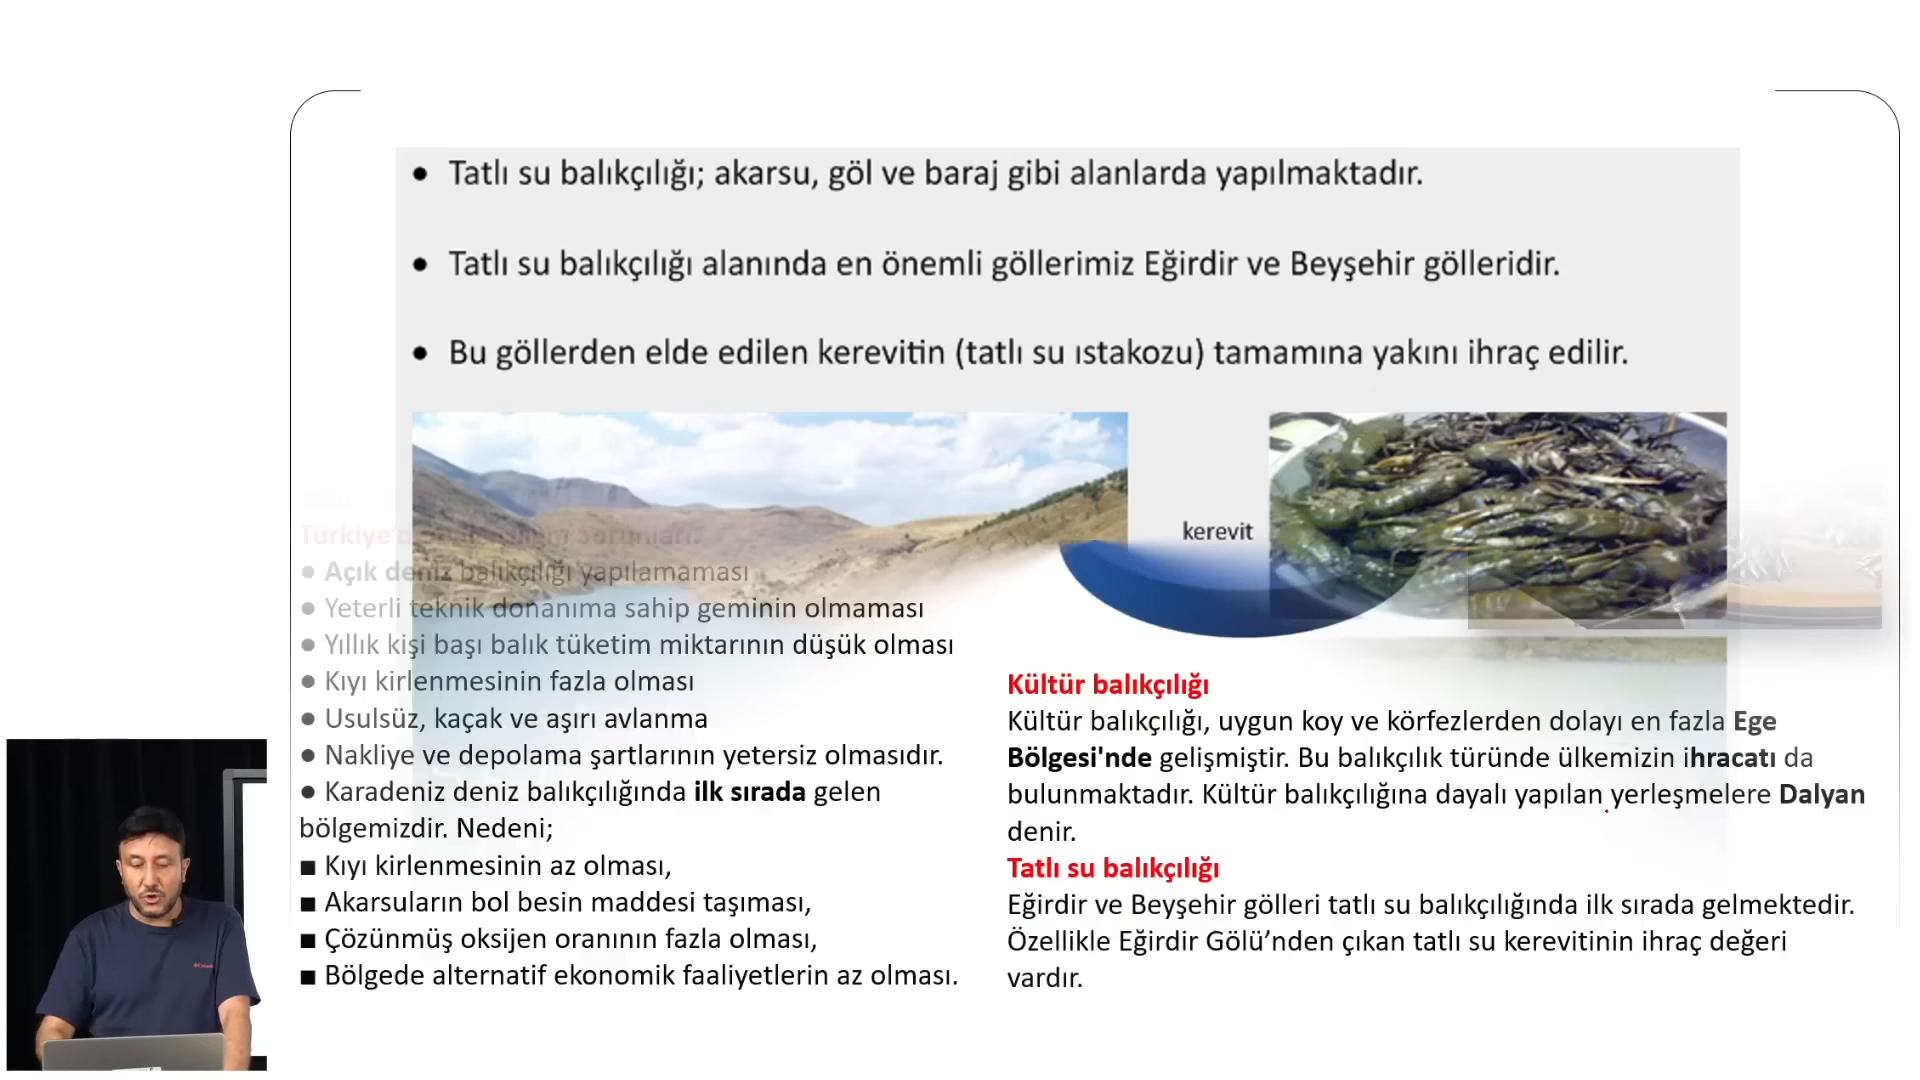 • Tatlı su balıkçılığı; akarsu, göl ve baraj gibi alanlarda yapılmaktadır.
• Tatlı su balıkçılığı alanında en önemli göllerimiz Eğirdir ve Beyşehir gölleridir.
• Bu göllerden elde edilen kerevitin (tatlı su ıstakozu) tamamına yakını ihraç edilir.
kerevit
● Açık deniz balıkçılığı yapılamaması
● Yeterli teknik donanıma sahip geminin olmaması
● Yıllık kişi başı balık tüketim miktarının düşük olması
● Kıyı kirlenmesinin fazla olması
● Usulsüz, kaçak ve aşırı avlanma
● Nakliye ve depolama şartlarının yetersiz olmasıdır.
● Karadeniz deniz balıkçılığında ilk sırada gelen
bölgemizdir. Nedeni;
■ Kıyı kirlenmesinin az olması,
■ Akarsuların bol besin maddesi taşıması,
■ Çözünmüş oksijen oranının fazla olması,
■ Bölgede alternatif ekonomik faaliyetlerin az olması.
Kültür balıkçılığı
Kültür balıkçılığı, uygun koy ve körfezlerden dolayı en fazla Ege
Bölgesi'nde gelişmiştir. Bu balıkçılık türünde ülkemizin ihracatı da
bulunmaktadır. Kültür balıkçılığına dayalı yapılan yerleşmelere Dalyan
denir.
Tatlı su balıkçılığı
Eğirdir ve Beyşehir gölleri tatlı su balıkçılığında ilk sırada gelmektedir.
Özellikle Eğirdir Gölü’nden çıkan tatlı su kerevitinin ihraç değeri
vardır.